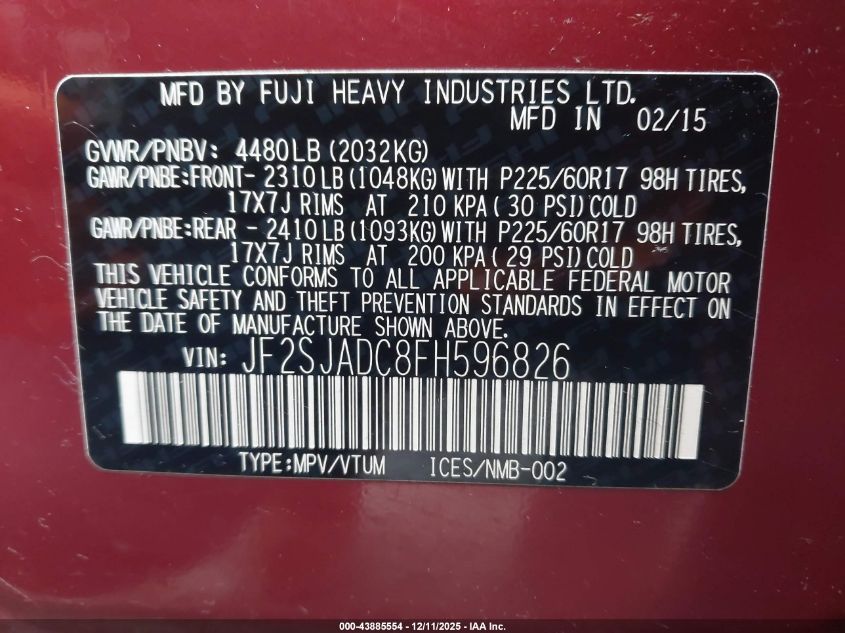 MFD BY FUJI HEAVY INDUSTRIES LTD.
MFD IN 02/15
GVWR/PNBV: 4480LB (2032KG)
GAWR/PNBE:FRONT- 2310LB (1048KG) WITH P225/60R17 98H TIRES,
17X7J RIMS AT 210 KPA ( 30 PSI) COLD
GAWR/PNBE:REAR - 2410LB (1093KG) WITH P225/60R17 98H TIRES,
17X7J RIMS AT 200 KPA ( 29 PSI) COLD
THIS VEHICLE CONFORMS TO ALL APPLICABLE FEDERAL MOTOR
VEHICLE SAFETY AND THEFT PREVENTION STANDARDS IN EFFECT ON
THE DATE OF MANUFACTURE SHOWN ABOVE.
VIN: JF2SJADC8FH596826
TYPE:MPV/VTUM ICES/NMB-002
000-43885554 - 12/11/2025 - IAA Inc.